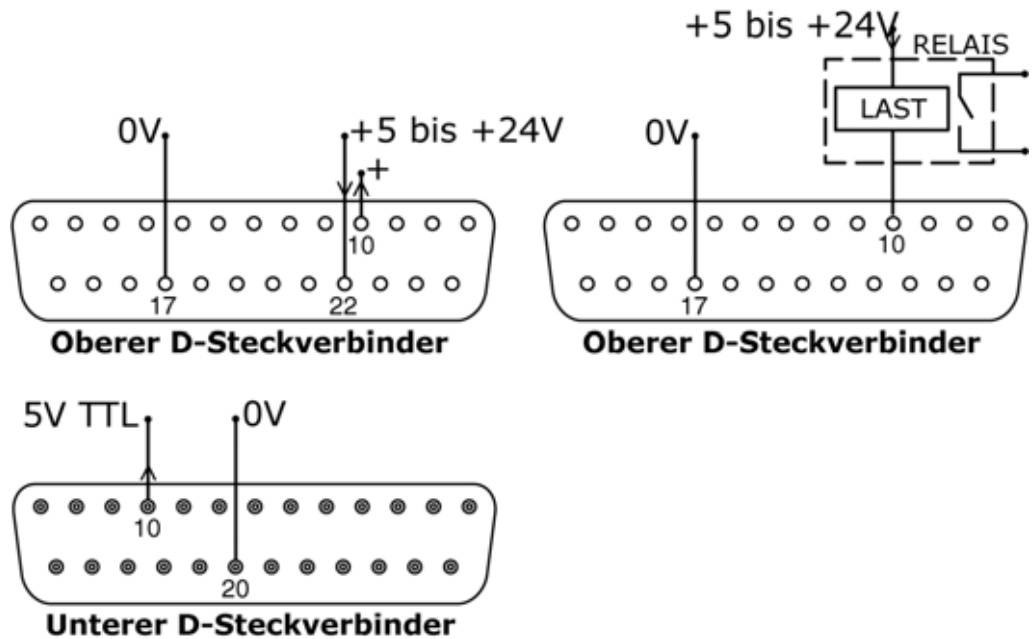 0V
+5 bis +24V
+
10
17
22
Oberer D-Steckverbinder
+5 bis +24V
RELAIS
LAST
0V
10
17
Oberer D-Steckverbinder
5V TTL
0V
10
20
Unterer D-Steckverbinder